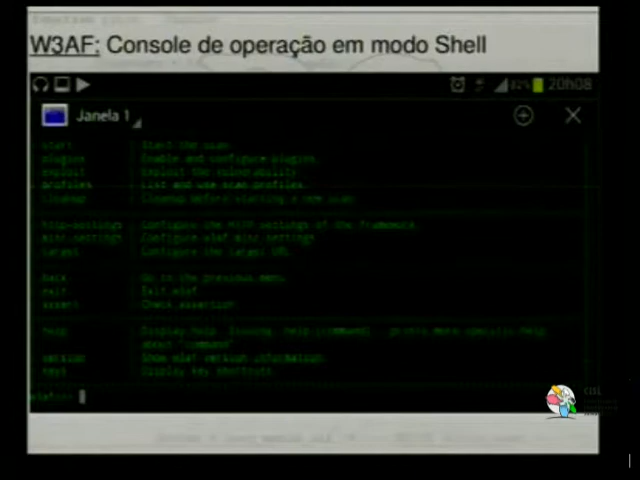 W3AF: Console de operação em modo Shell
20h08
Janela 1
start | Start the scan.
plugins | Enable and configure plugins.
exploit | Exploit the vulnerability.
profiles | List and use scan profiles.
cleanup | Cleanup before starting a new scan.
http-settings | Configure the HTTP settings of the framework.
misc-settings | Configure w3af misc settings.
target | Configure the target URL.
back | Go to the previous menu.
exit | Exit w3af.
assert | Check assertion.
help | Display help. Issuing: help [command] , prints more specific help
about "command"
version | Show w3af version information.
keys | Display key shortcuts.
w3af>>>